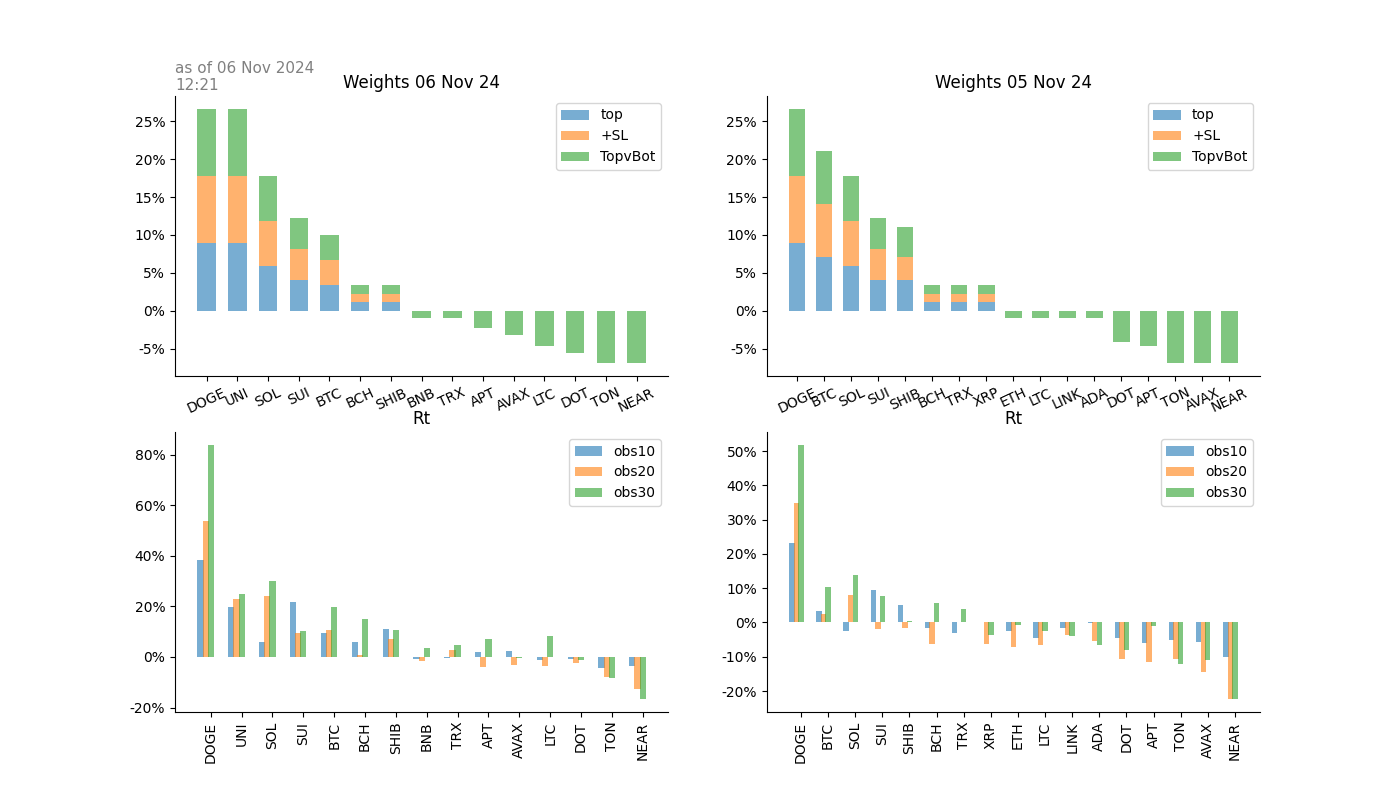 as of 06 Nov 2024
12:21
Weights 06 Nov 24
25%
20%
15%
10%
5%
0%
-5%
top
+SL
TopvBot
DOGE UNI SOL SUI BTC BCH SHIB BNB TRX APT AVAX LTC DOT TON NEAR
Weights 05 Nov 24
25%
20%
15%
10%
5%
0%
-5%
top
+SL
TopvBot
DOGE BTC SOL SUI SHIB BCH TRX XRP ETH LTC LINK ADA DOT APT TON AVAX NEAR
Rt
80%
60%
40%
20%
0%
-20%
obs10
obs20
obs30
DOGE UNI SOL SUI BTC BCH SHIB BNB TRX APT AVAX LTC DOT TON NEAR
Rt
50%
40%
30%
20%
10%
0%
-10%
-20%
obs10
obs20
obs30
DOGE BTC SOL SUI SHIB BCH TRX XRP ETH LTC LINK ADA DOT APT TON AVAX NEAR